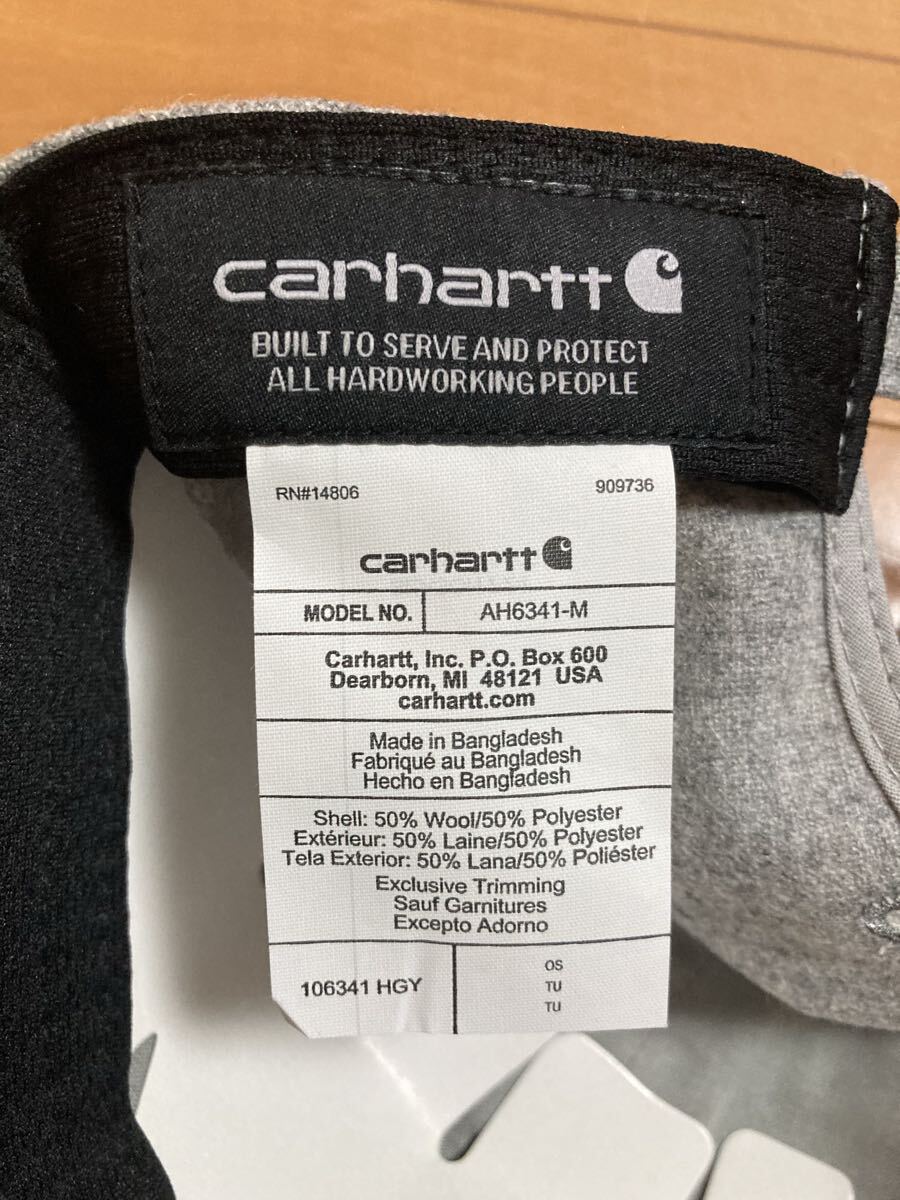 carhartt
BUILT TO SERVE AND PROTECT
ALL HARDWORKING PEOPLE
RN#14806 909736
carhartt
MODEL NO. AH6341-M
Carhartt, Inc. P.O. Box 600
Dearborn, MI 48121 USA
carhartt.com
Made in Bangladesh
Fabriqué au Bangladesh
Hecho en Bangladesh
Shell: 50% Wool/50% Polyester
Extérieur: 50% Laine/50% Polyester
Tela Exterior: 50% Lana/50% Poliéster
Exclusive Trimming
Sauf Garnitures
Excepto Adorno
106341 HGY OS
TU
TU